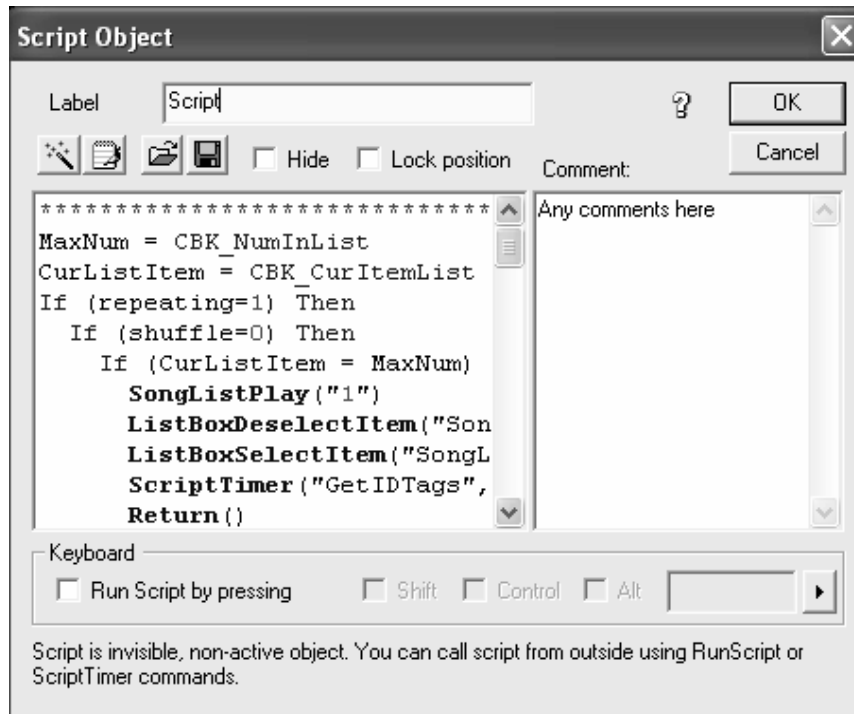 Script Object
Label
Script
OK
Hide
Lock position
Comment:
Cancel
******************************
MaxNum = CBK_NumInList
CurListItem = CBK_CurItemList
If (repeating=1) Then
If (shuffle=0) Then
If (CurListItem = MaxNum)
SongListPlay("1")
ListBoxDeselectItem("Son
ListBoxSelectItem("SongL
ScriptTimer("GetIDTags",
Return()
Any comments here
Keyboard
Run Script by pressing
Shift
Control
Alt
Script is invisible, non-active object. You can call script from outside using RunScript or
ScriptTimer commands.